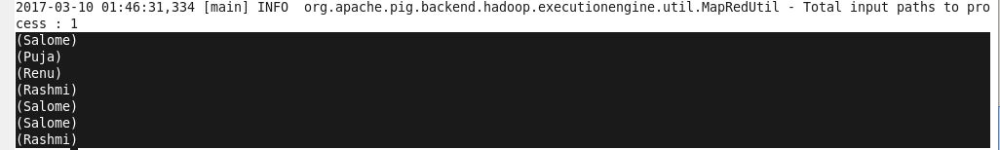 2017-03-10 01:46:31,334 [main] INFO  org.apache.pig.backend.hadoop.executionengine.util.MapRedUtil - Total input paths to pro
cess : 1
(Salome)
(Puja)
(Renu)
(Rashmi)
(Salome)
(Salome)
(Rashmi)